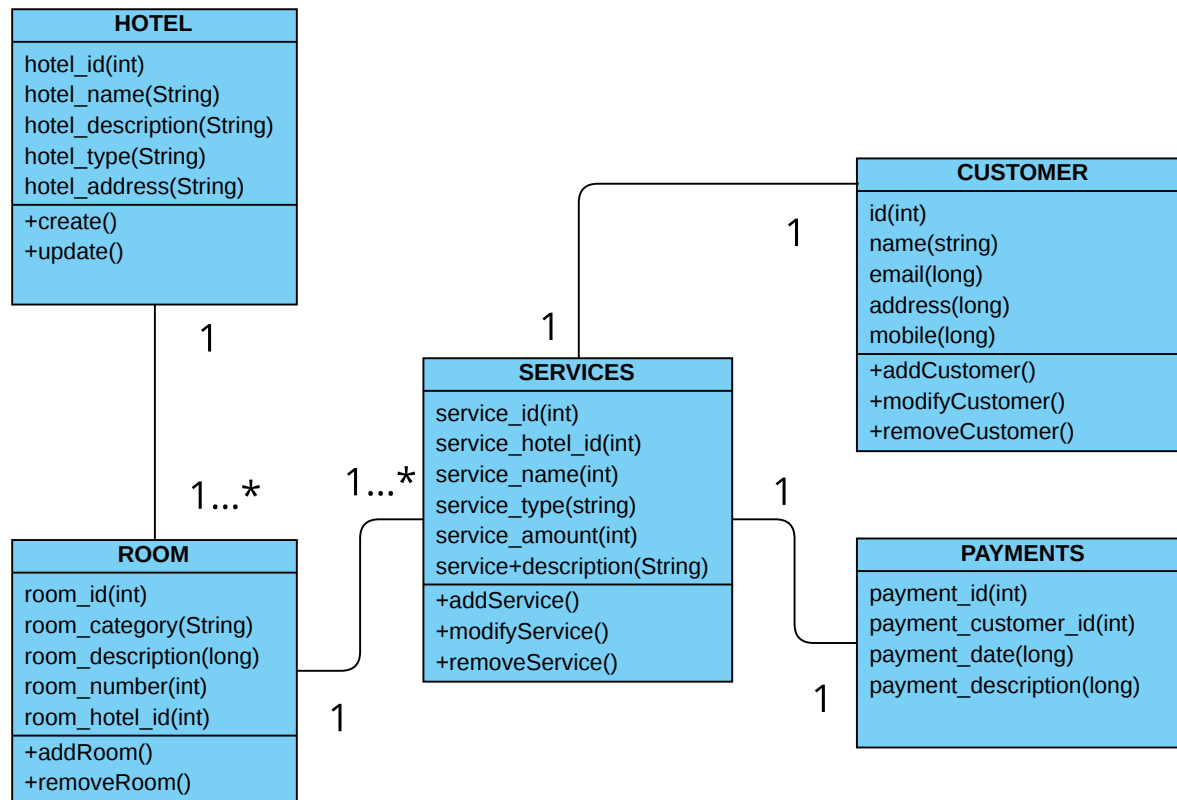 HOTEL
hotel_id(int)
hotel_name(String)
hotel_description(String)
hotel_type(String)
hotel_address(String)
+create()
+update()
1
1...*
ROOM
room_id(int)
room_category(String)
room_description(long)
room_number(int)
room_hotel_id(int)
+addRoom()
+removeRoom()
1
1...*
SERVICES
service_id(int)
service_hotel_id(int)
service_name(int)
service_type(string)
service_amount(int)
service+description(String)
+addService()
+modifyService()
+removeService()
1
1
CUSTOMER
id(int)
name(string)
email(long)
address(long)
mobile(long)
+addCustomer()
+modifyCustomer()
+removeCustomer()
1
1
PAYMENTS
payment_id(int)
payment_customer_id(int)
payment_date(long)
payment_description(long)